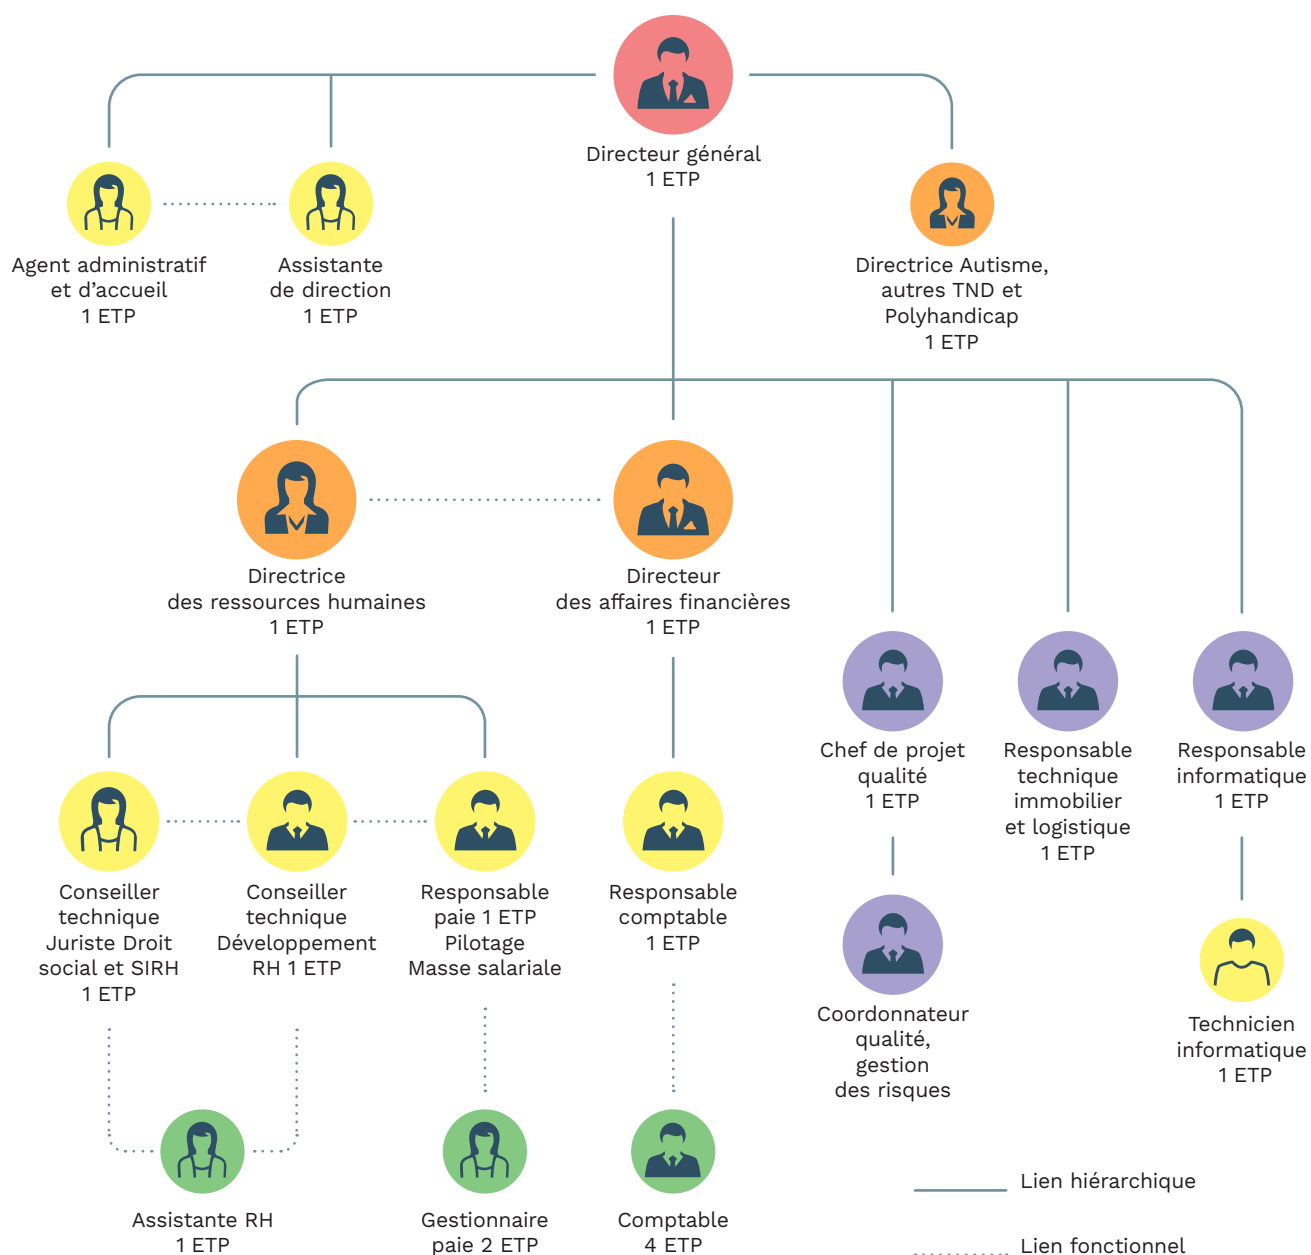 Directeur général
1 ETP
Agent administratif
et d’accueil
1 ETP
Assistante
de direction
1 ETP
Directrice Autisme,
autres TND et
Polyhandicap
1 ETP
Directrice
des ressources humaines
1 ETP
Directeur
des affaires financières
1 ETP
Chef de projet
qualité
1 ETP
Responsable
technique
immobilier
et logistique
1 ETP
Responsable
informatique
1 ETP
Conseiller
technique
Juriste Droit
social et SIRH
1 ETP
Conseiller
technique
Développement
RH 1 ETP
Responsable
paie 1 ETP
Pilotage
Masse salariale
Responsable
comptable
1 ETP
Coordonnateur
qualité,
gestion
des risques
Technicien
informatique
1 ETP
Assistante RH
1 ETP
Gestionnaire
paie 2 ETP
Comptable
4 ETP
Lien hiérarchique
Lien fonctionnel